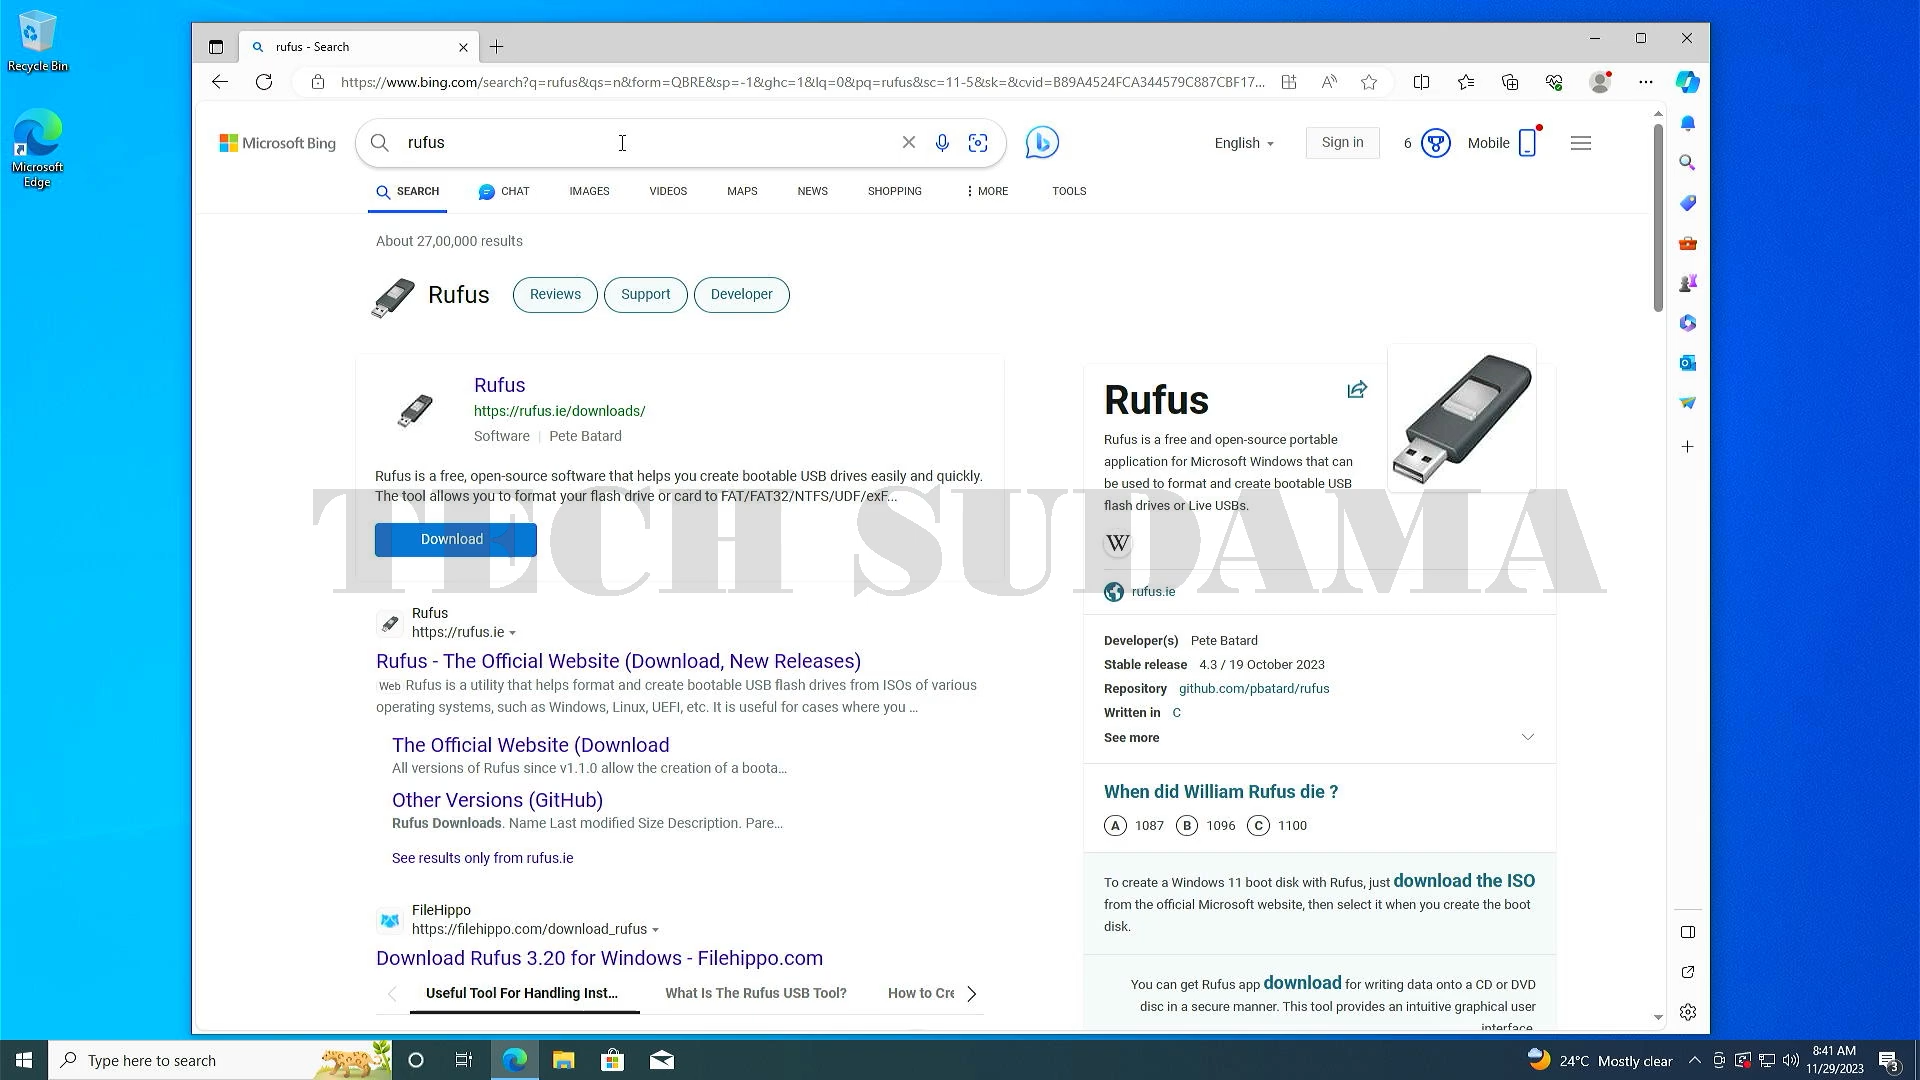 Recycle Bin
Microsoft
Edge
rufus - Search
https://www.bing.com/search?q=rufus&qs=n&form=QBRE&sp=-1&ghc=1&lq=0&pq=rufus&sc=11-5&sk=&cvid=B89A4524FCA344579C887CBF17...
Microsoft Bing
rufus
English
Sign in
6
Mobile
SEARCH
CHAT
IMAGES
VIDEOS
MAPS
NEWS
SHOPPING
MORE
TOOLS
About 27,00,000 results
Rufus
Reviews
Support
Developer
Rufus
https://rufus.ie/downloads/
Software | Pete Batard
Rufus is a free, open-source software that helps you create bootable USB drives easily and quickly.
The tool allows you to format your flash drive or card to FAT/FAT32/NTFS/UDF/exF...
Download
TECH SUDAMA
Rufus
https://rufus.ie
Rufus - The Official Website (Download, New Releases)
Web Rufus is a utility that helps format and create bootable USB flash drives from ISOs of various
operating systems, such as Windows, Linux, UEFI, etc. It is useful for cases where you ...
The Official Website (Download
All versions of Rufus since v1.1.0 allow the creation of a boota...
Other Versions (GitHub)
Rufus Downloads. Name Last modified Size Description. Pare...
See results only from rufus.ie
FileHippo
https://filehippo.com/download_rufus
Download Rufus 3.20 for Windows - Filehippo.com
Useful Tool For Handling Inst...
What Is The Rufus USB Tool?
How to Cre
Rufus
Rufus is a free and open-source portable
application for Microsoft Windows that can
be used to format and create bootable USB
flash drives or Live USBs.
W
rufus.ie
Developer(s) Pete Batard
Stable release 4.3 / 19 October 2023
Repository github.com/pbatard/rufus
Written in C
See more
When did William Rufus die ?
A 1087 B 1096 C 1100
To create a Windows 11 boot disk with Rufus, just download the ISO
from the official Microsoft website, then select it when you create the boot
disk.
You can get Rufus app download for writing data onto a CD or DVD
disc in a secure manner. This tool provides an intuitive graphical user
interface.
Type here to search
24°C Mostly clear
8:41 AM
11/29/2023
3